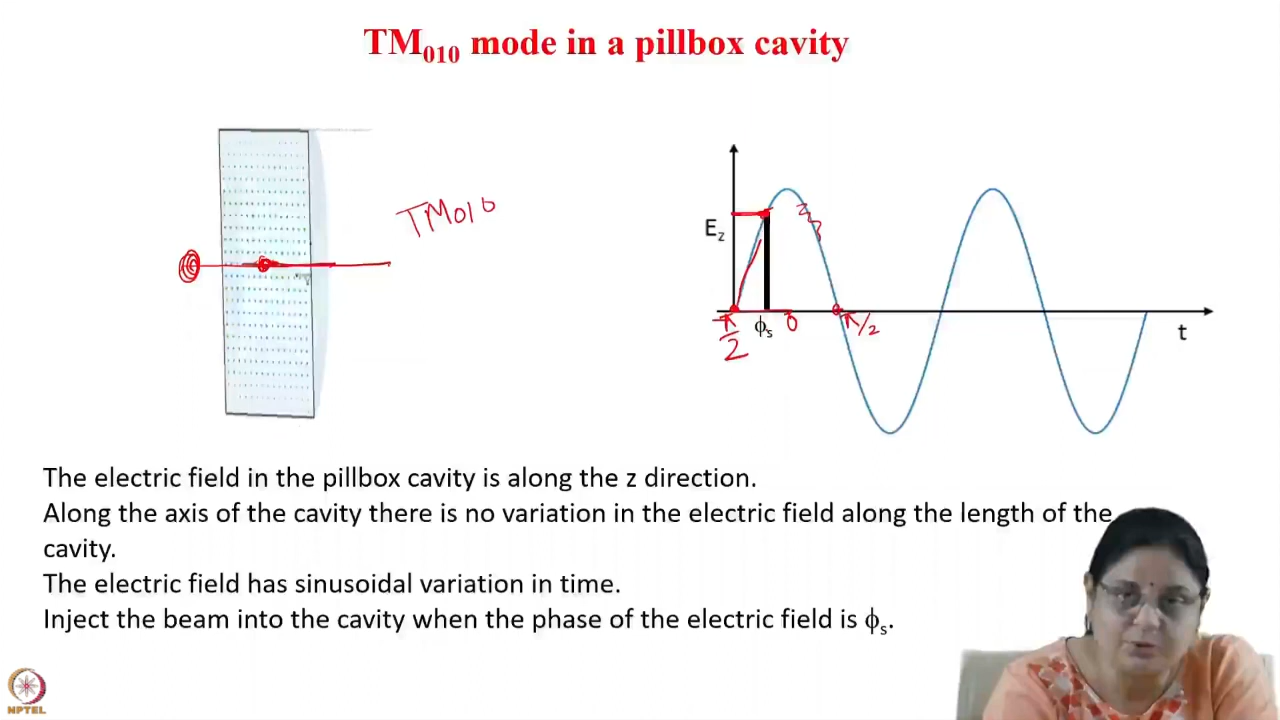 TM010 mode in a pillbox cavity
TM010
Ez
-π/2
ϕs
0
π/2
t
The electric field in the pillbox cavity is along the z direction.
Along the axis of the cavity there is no variation in the electric field along the length of the
cavity.
The electric field has sinusoidal variation in time.
Inject the beam into the cavity when the phase of the electric field is ϕs.
NPTEL